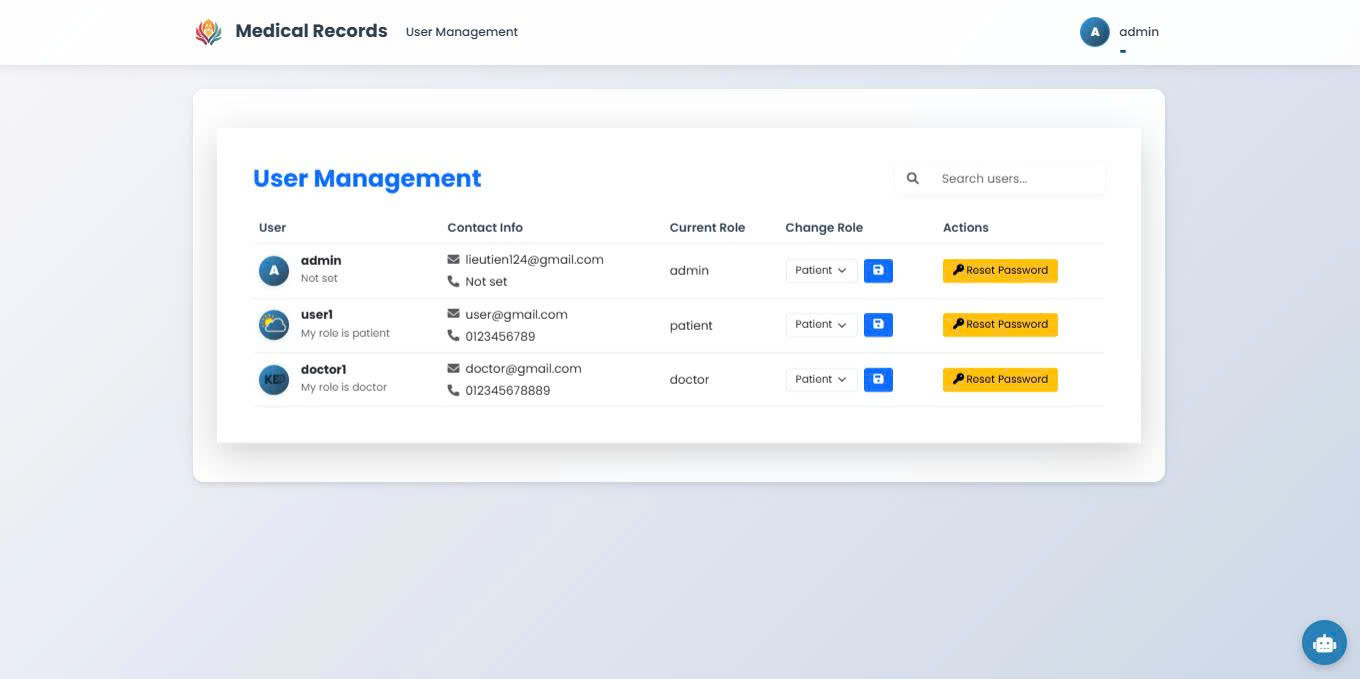 Medical Records User Management A admin
User Management Search users...
User Contact Info Current Role Change Role Actions
A admin lieutien124@gmail.com admin Patient Reset Password
Not set Not set
user1 user@gmail.com patient Patient Reset Password
My role is patient 0123456789
doctor1 doctor@gmail.com doctor Patient Reset Password
My role is doctor 012345678889